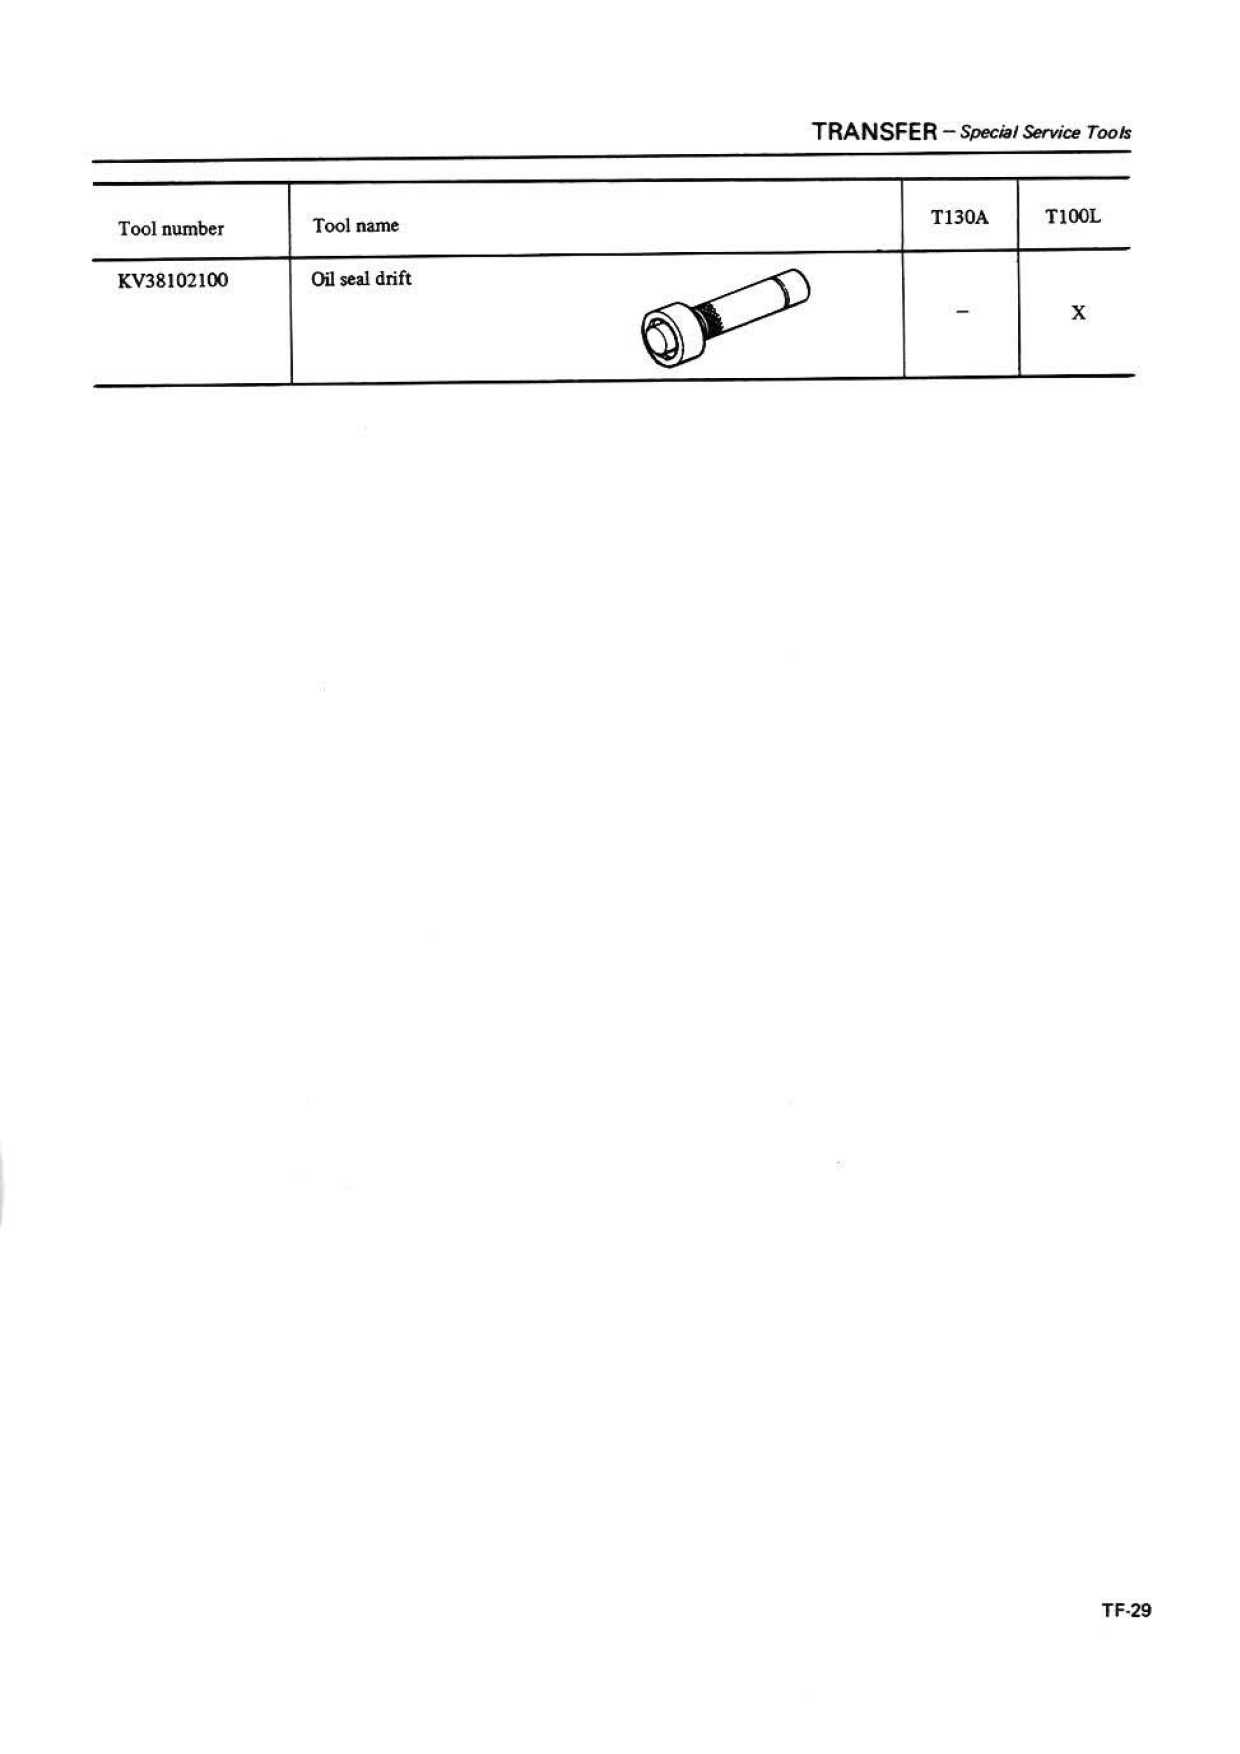 TRANSFER – Special Service Tools
Tool number Tool name T130A T100L
KV38102100 Oil seal drift – X
TF-29